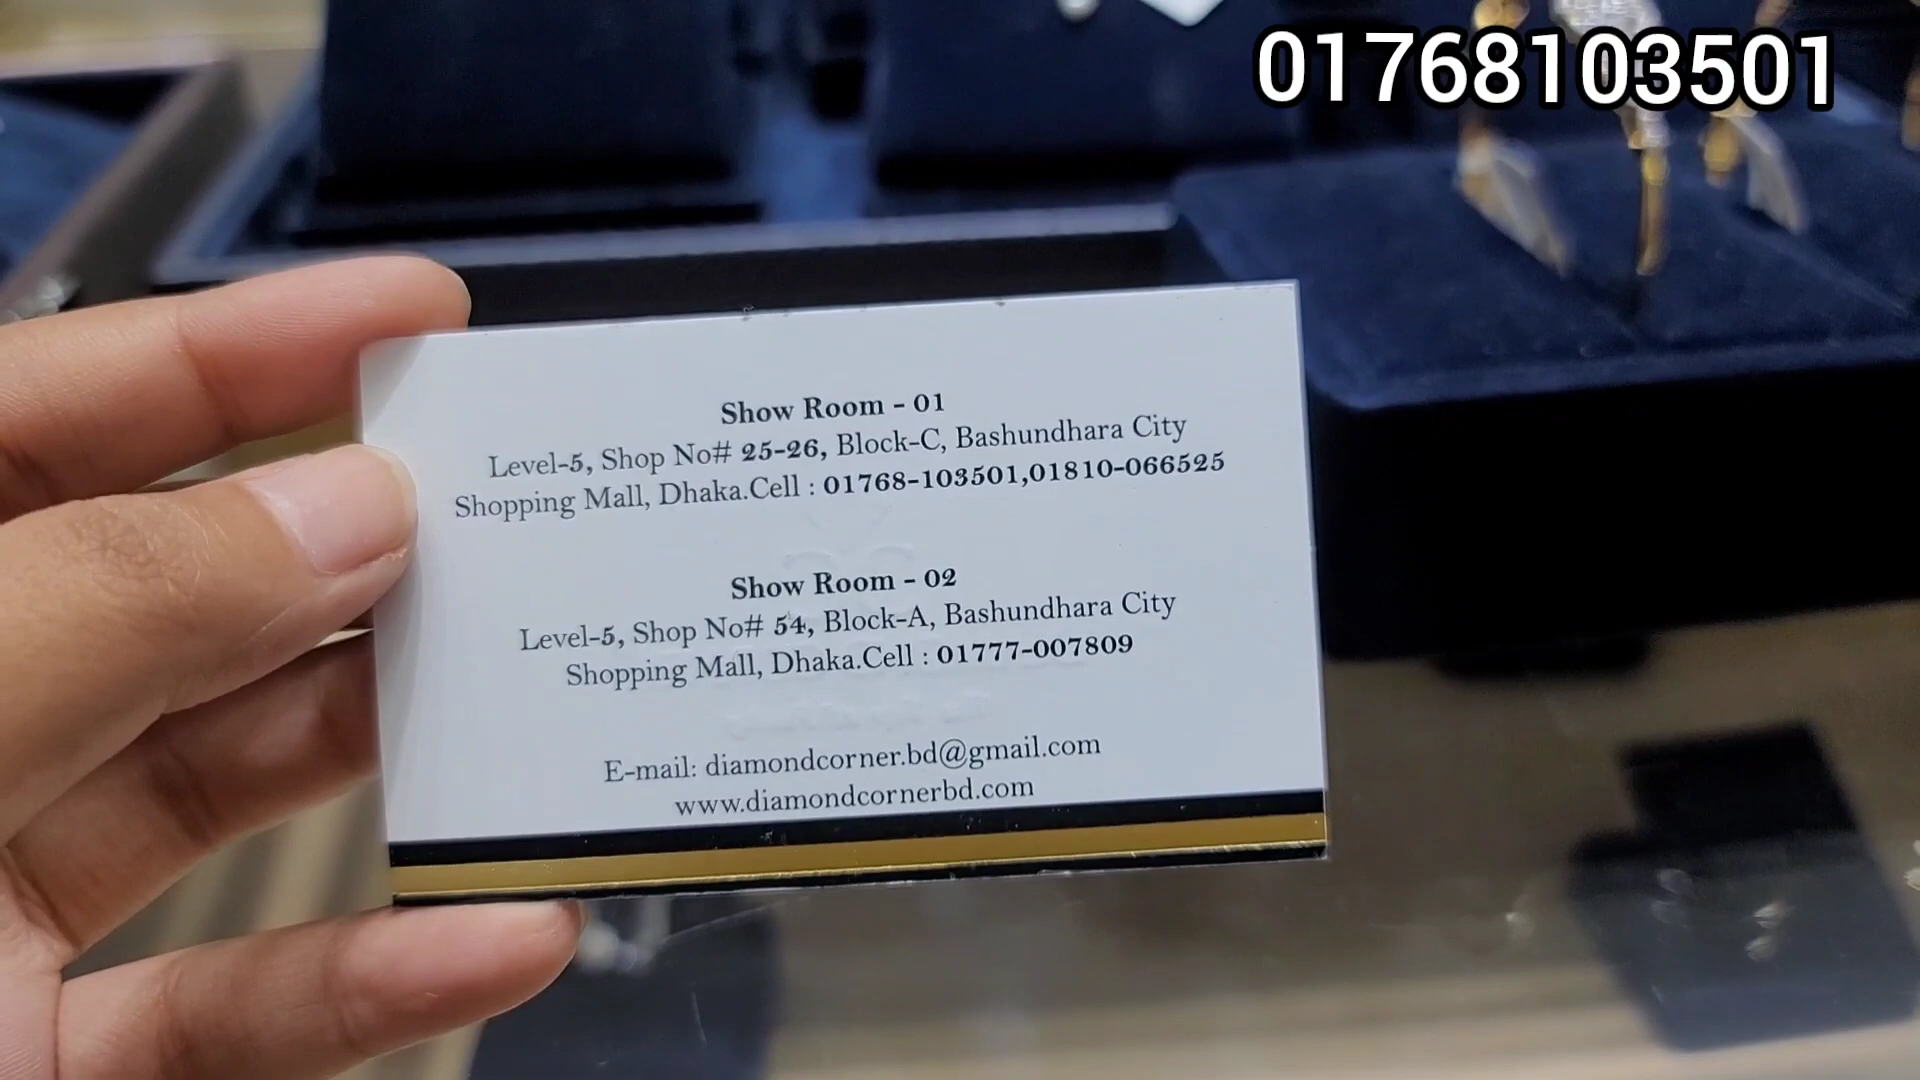 01768103501
Show Room - 01
Level-5, Shop No# 25-26, Block-C, Bashundhara City
Shopping Mall, Dhaka.Cell : 01768-103501,01810-066525
Show Room - 02
Level-5, Shop No# 54, Block-A, Bashundhara City
Shopping Mall, Dhaka.Cell : 01777-007809
E-mail: diamondcorner.bd@gmail.com
www.diamondcornerbd.com